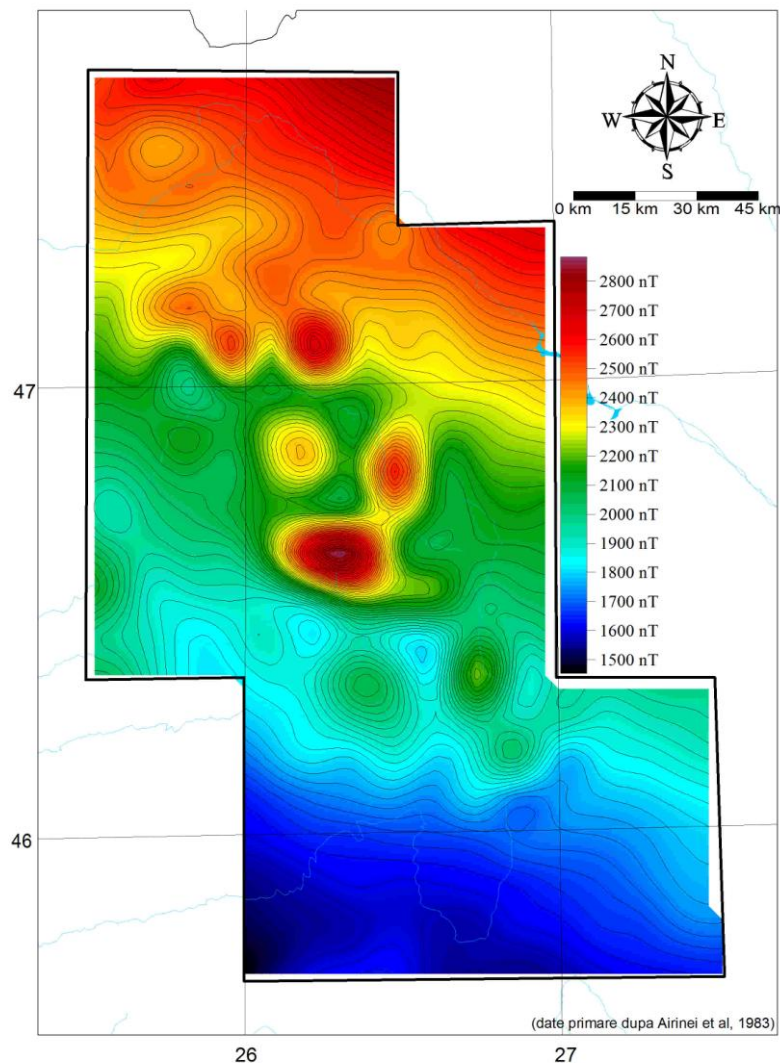 N
W E
S
0 km 15 km 30 km 45 km
2800 nT
2700 nT
2600 nT
2500 nT
2400 nT
2300 nT
2200 nT
2100 nT
2000 nT
1900 nT
1800 nT
1700 nT
1600 nT
1500 nT
47
46
(date primare dupa Airinei et al, 1983)
26 27